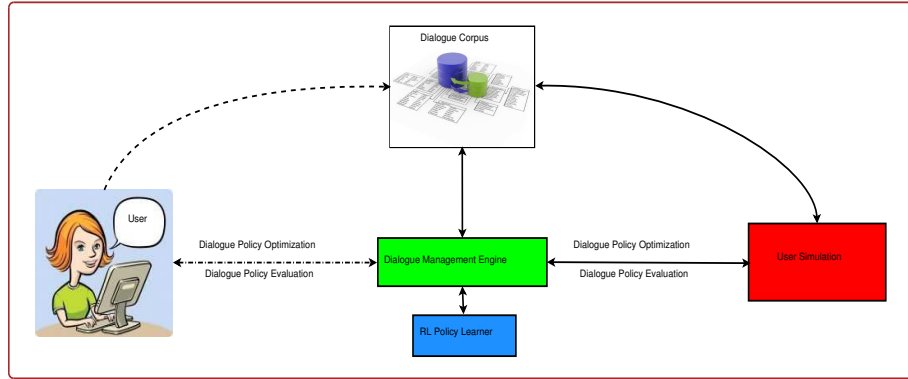 Dialogue Corpus
User
Dialogue Policy Optimization
Dialogue Policy Evaluation
Dialogue Management Engine
Dialogue Policy Optimization
Dialogue Policy Evaluation
User Simulation
RL Policy Learner